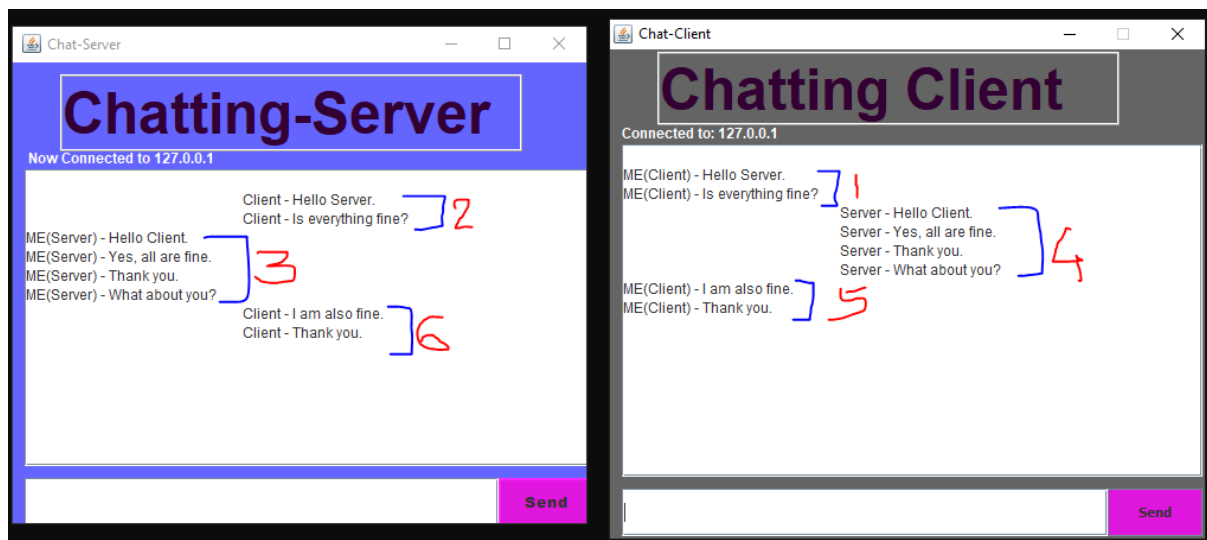 Chat-Server
Chatting-Server
Now Connected to 127.0.0.1
Client - Hello Server.
Client - Is everything fine?
2
ME(Server) - Hello Client.
ME(Server) - Yes, all are fine.
ME(Server) - Thank you.
ME(Server) - What about you?
3
Client - I am also fine.
Client - Thank you.
6
Send
Chat-Client
Chatting Client
Connected to: 127.0.0.1
ME(Client) - Hello Server.
ME(Client) - Is everything fine?
1
Server - Hello Client.
Server - Yes, all are fine.
Server - Thank you.
Server - What about you?
4
ME(Client) - I am also fine.
ME(Client) - Thank you.
5
Send